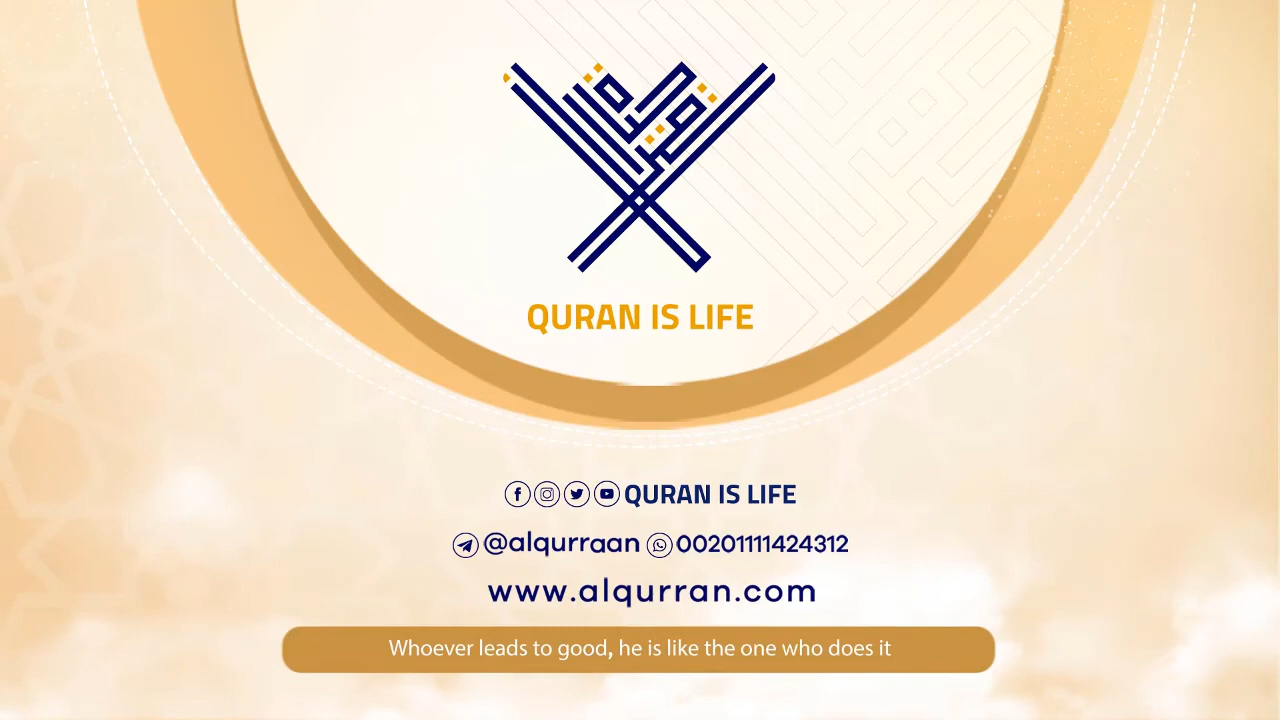 QURAN IS LIFE
QURAN IS LIFE
@alqurraan 00201111424312
www.alqurran.com
Whoever leads to good, he is like the one who does it